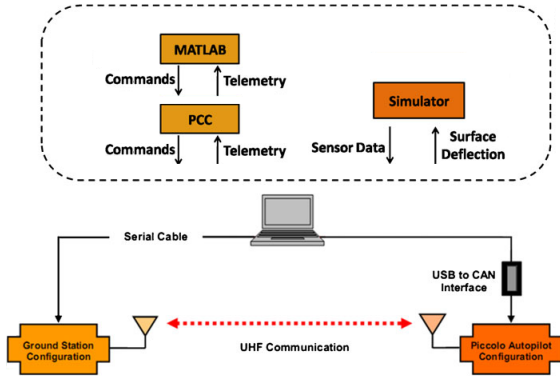 MATLAB
Commands
Telemetry
PCC
Commands
Telemetry
Simulator
Sensor Data
Surface
Deflection
Serial Cable
USB to CAN
Interface
Ground Station
Configuration
UHF Communication
Piccolo Autopilot
Configuration